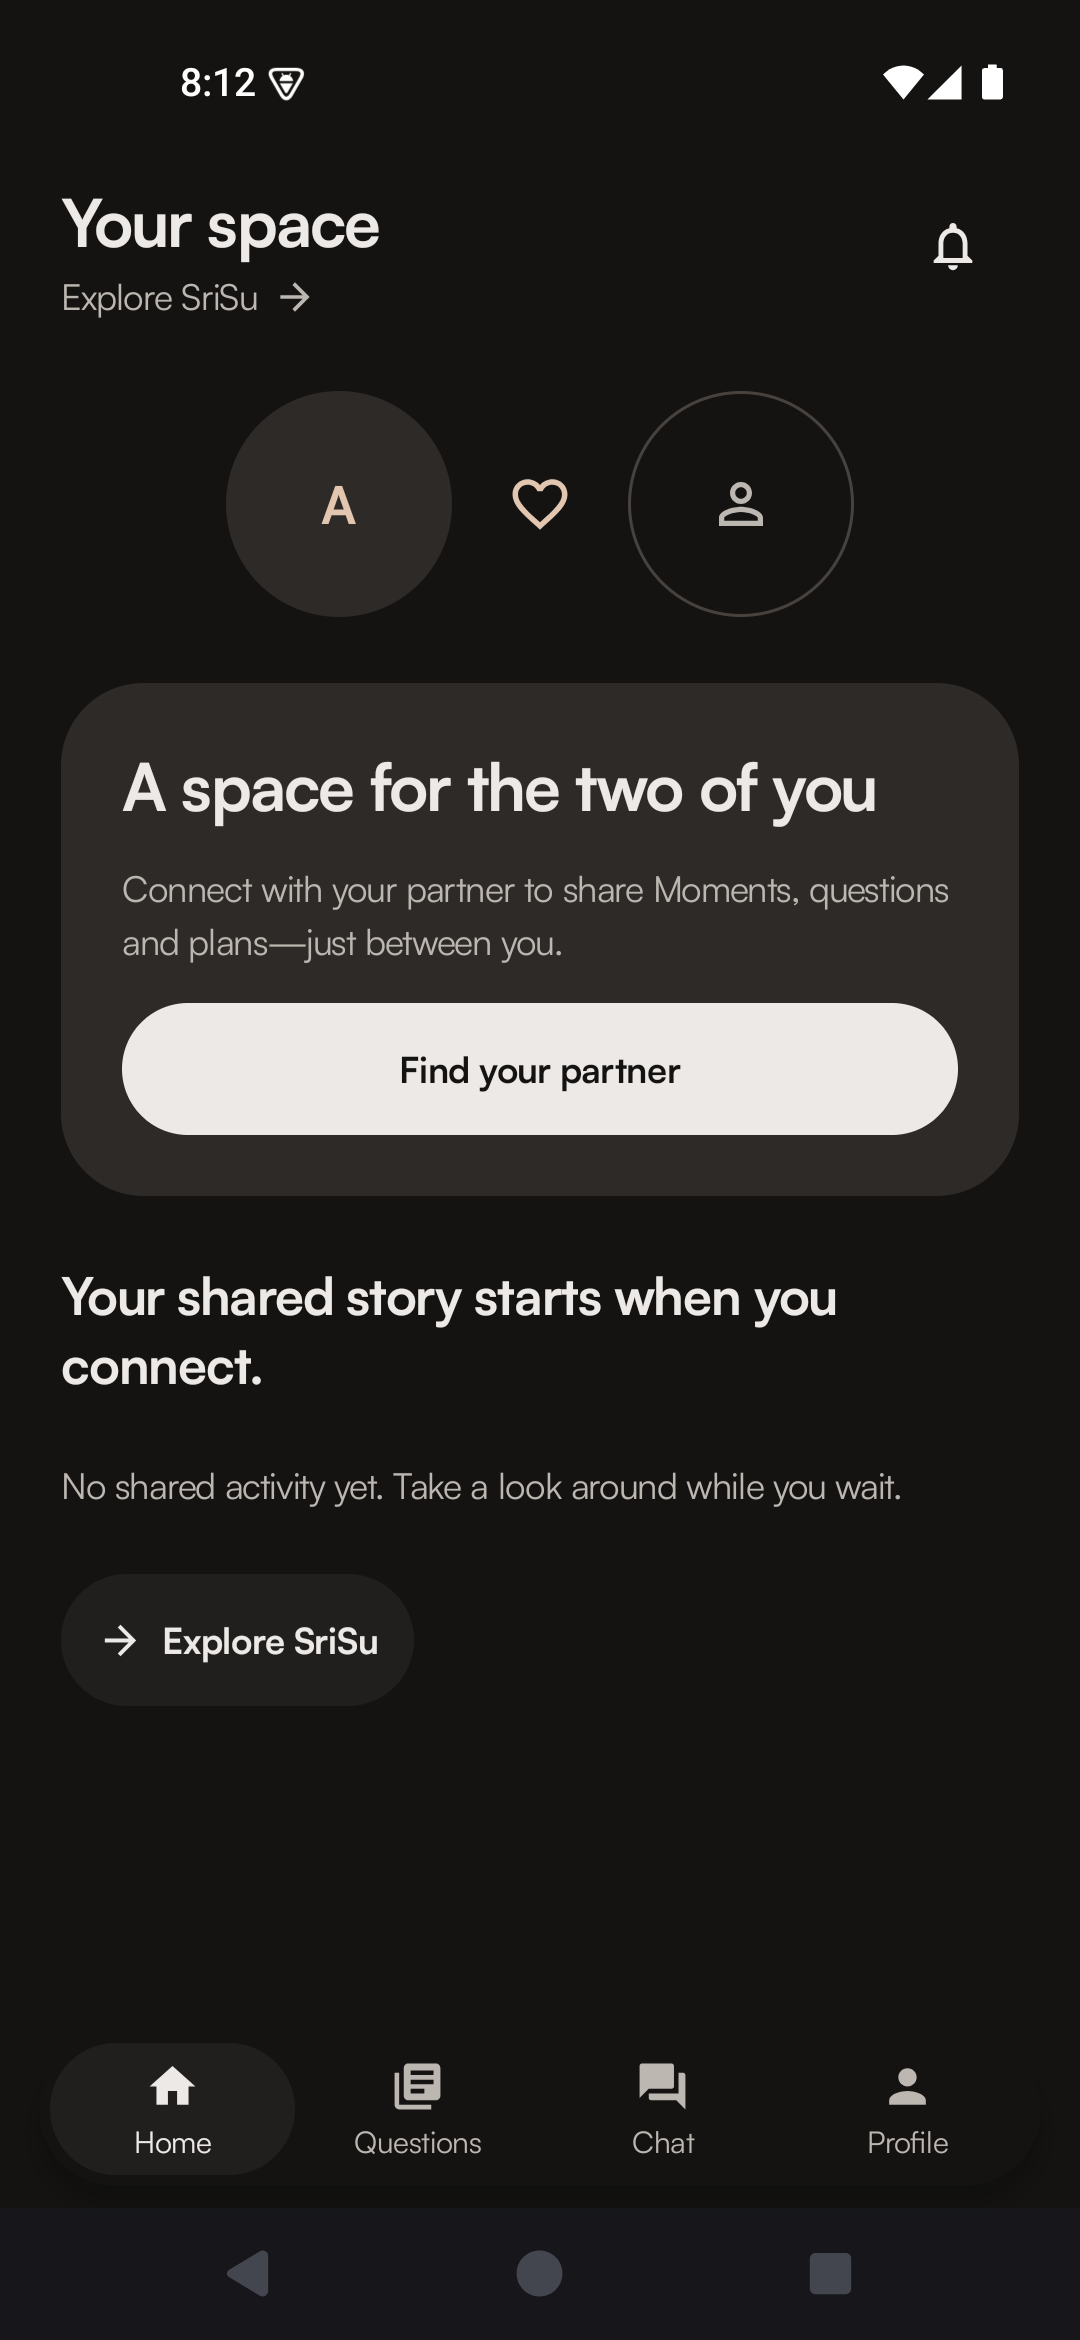 8:12
Your space
Explore SriSu
A
A space for the two of you
Connect with your partner to share Moments, questions
and plans—just between you.
Find your partner
Your shared story starts when you
connect.
No shared activity yet. Take a look around while you wait.
Explore SriSu
Home
Questions
Chat
Profile